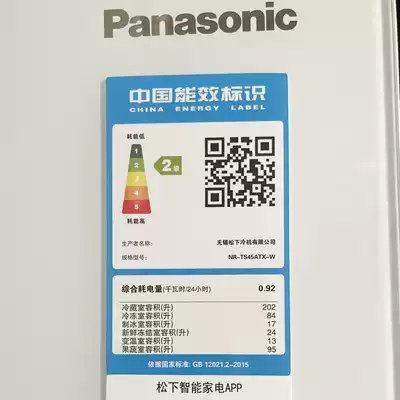 Panasonic
中国能效标识
CHINA ENERGY LABEL
耗能低
1
2
2级
3
4
5
耗能高
生产者名称: 无锡松下冷机有限公司
规格型号: NR-TS45ATX-W
综合耗电量(千瓦时/24小时) 0.92
冷藏室容积(升) 202
冷冻室容积(升) 84
制冰室容积(升) 17
新鲜冻结室容积(升) 24
变温室容积(升) 13
果蔬室容积(升) 95
依据国家标准: GB 12021.2-2015
松下智能家电APP